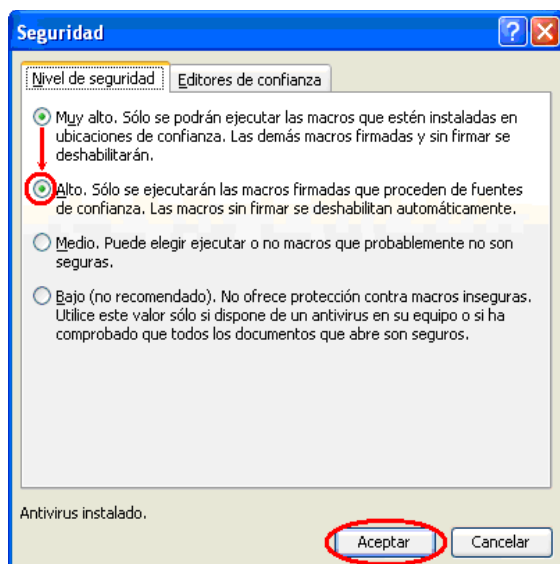 Seguridad
Nivel de seguridad
Editores de confianza
Muy alto. Sólo se podrán ejecutar las macros que estén instaladas en
ubicaciones de confianza. Las demás macros firmadas y sin firmar se
deshabilitarán.
Alto. Sólo se ejecutarán las macros firmadas que proceden de fuentes
de confianza. Las macros sin firmar se deshabilitan automáticamente.
Medio. Puede elegir ejecutar o no macros que probablemente no son
seguras.
Bajo (no recomendado). No ofrece protección contra macros inseguras.
Utilice este valor sólo si dispone de un antivirus en su equipo o si ha
comprobado que todos los documentos que abre son seguros.
Antivirus instalado.
Aceptar
Cancelar